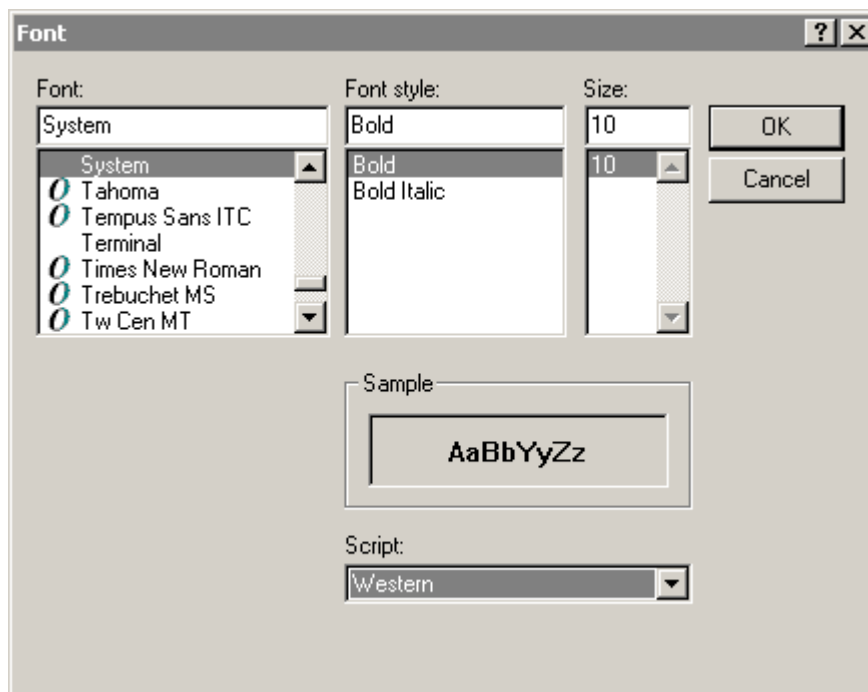 Font
Font:
Font style:
Size:
System
Bold
10
OK
Cancel
System
Tahoma
Tempus Sans ITC
Terminal
Times New Roman
Trebuchet MS
Tw Cen MT
Bold
Bold Italic
10
Sample
AaBbYyZz
Script:
Western